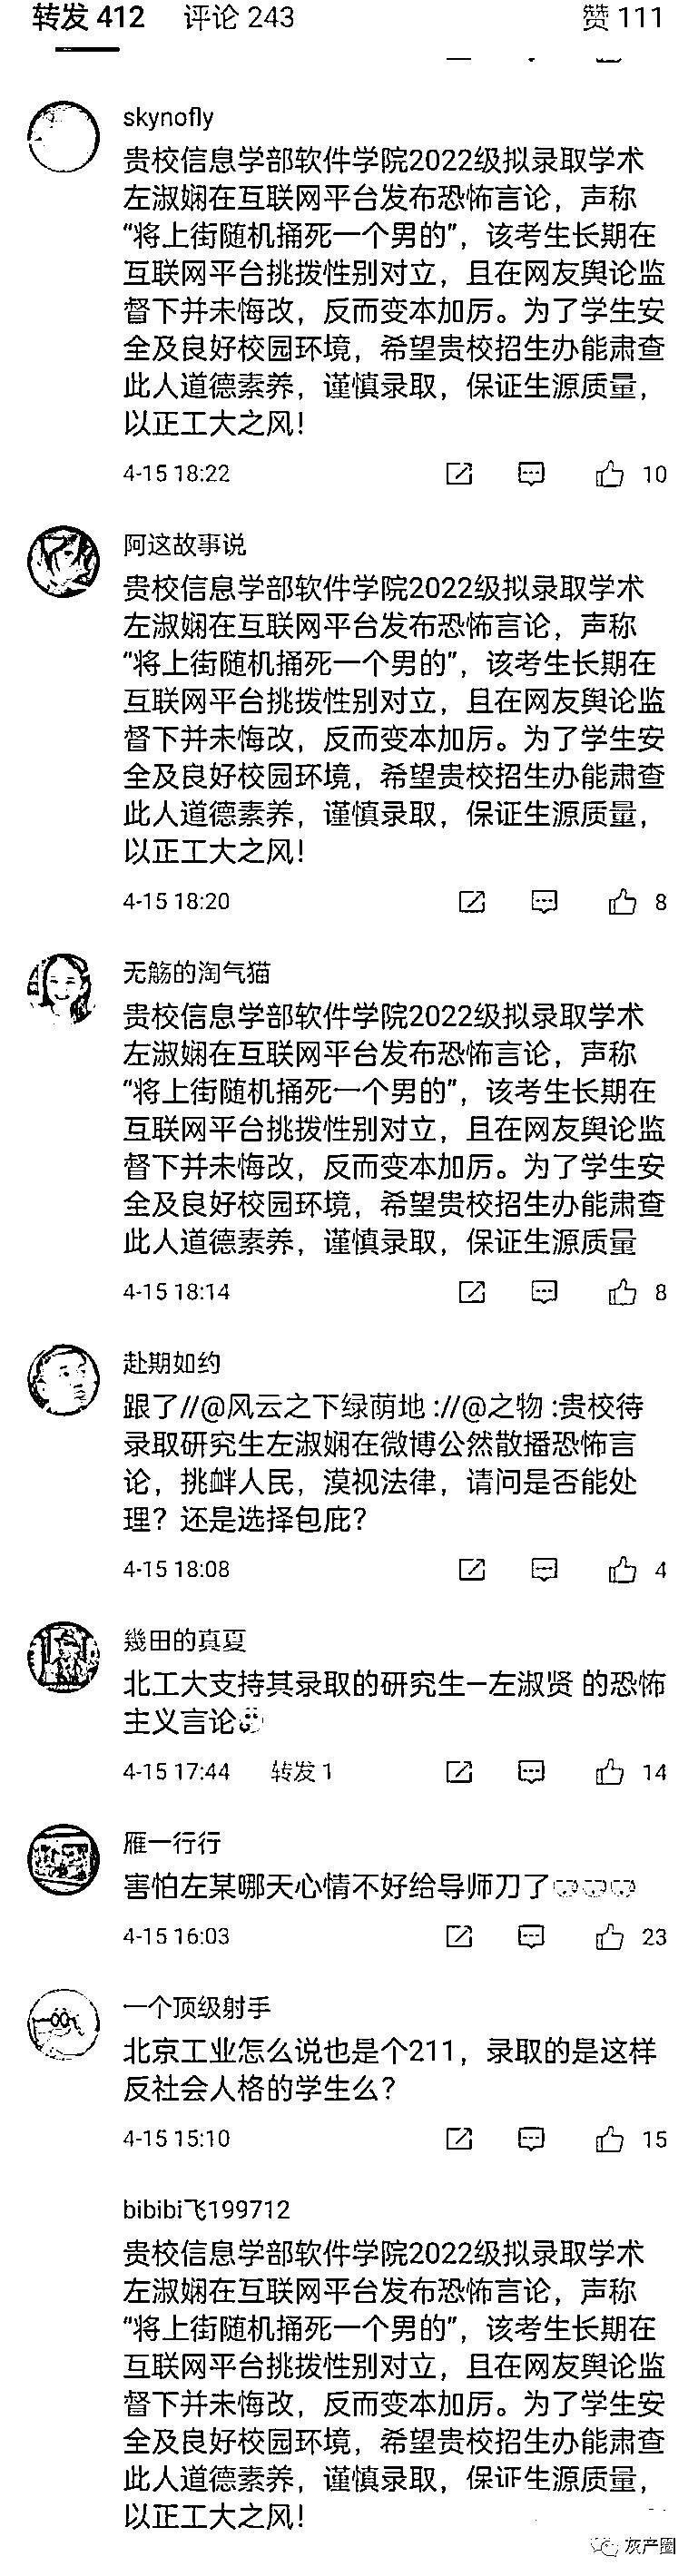 转发 412 评论 243 赞 111
skynofly
贵校信息学部软件学院2022级拟录取学术
左淑娴在互联网平台发布恐怖言论，声称
“将上街随机捅死一个男的”，该考生长期在
互联网平台挑拨性别对立，且在网友舆论监
督下并未悔改，反而变本加厉。为了学生安
全及良好校园环境，希望贵校招生办能肃查
此人道德素养，谨慎录取，保证生源质量，
以正工大之风！
4-15 18:22 10
阿这故事说
贵校信息学部软件学院2022级拟录取学术
左淑娴在互联网平台发布恐怖言论，声称
“将上街随机捅死一个男的”，该考生长期在
互联网平台挑拨性别对立，且在网友舆论监
督下并未悔改，反而变本加厉。为了学生安
全及良好校园环境，希望贵校招生办能肃查
此人道德素养，谨慎录取，保证生源质量，
以正工大之风！
4-15 18:20 8
无觞的淘气猫
贵校信息学部软件学院2022级拟录取学术
左淑娴在互联网平台发布恐怖言论，声称
“将上街随机捅死一个男的”，该考生长期在
互联网平台挑拨性别对立，且在网友舆论监
督下并未悔改，反而变本加厉。为了学生安
全及良好校园环境，希望贵校招生办能肃查
此人道德素养，谨慎录取，保证生源质量
4-15 18:14 8
赴期如约
跟了//@风云之下绿荫地://@之物:贵校待
录取研究生左淑娴在微博公然散播恐怖言
论，挑衅人民，漠视法律，请问是否能处
理？还是选择包庇？
4-15 18:08 4
幾田的真夏
北工大支持其录取的研究生—左淑贤 的恐怖
主义言论
4-15 17:44 转发 1 14
雁一行行
害怕左某哪天心情不好给导师刀了
4-15 16:03 23
一个顶级射手
北京工业怎么说也是个211，录取的是这样
反社会人格的学生么？
4-15 15:10 15
bibibi飞199712
贵校信息学部软件学院2022级拟录取学术
左淑娴在互联网平台发布恐怖言论，声称
“将上街随机捅死一个男的”，该考生长期在
互联网平台挑拨性别对立，且在网友舆论监
督下并未悔改，反而变本加厉。为了学生安
全及良好校园环境，希望贵校招生办能肃查
此人道德素养，谨慎录取，保证生源质量，
以正工大之风！
灰产圈